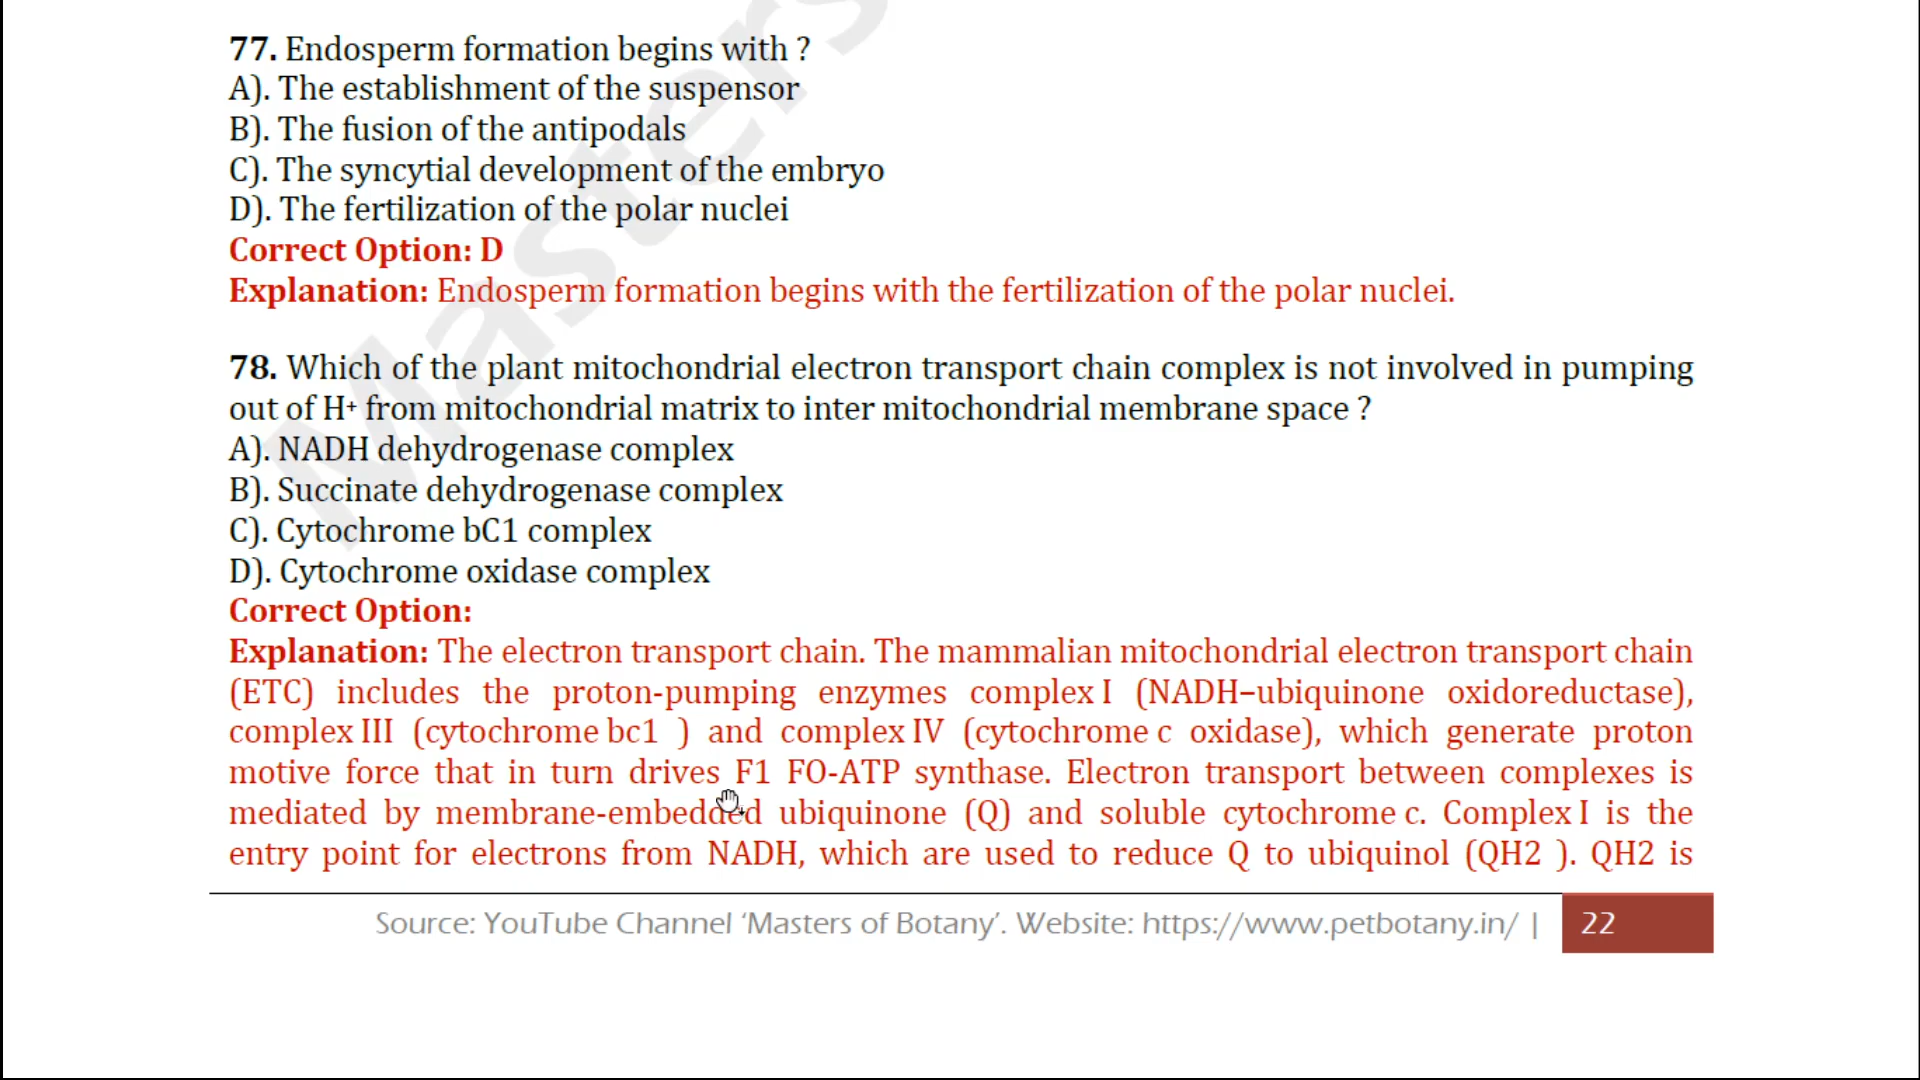 77. Endosperm formation begins with ?
A). The establishment of the suspensor
B). The fusion of the antipodals
C). The syncytial development of the embryo
D). The fertilization of the polar nuclei
Correct Option: D
Explanation: Endosperm formation begins with the fertilization of the polar nuclei.
78. Which of the plant mitochondrial electron transport chain complex is not involved in pumping
out of H+ from mitochondrial matrix to inter mitochondrial membrane space ?
A). NADH dehydrogenase complex
B). Succinate dehydrogenase complex
C). Cytochrome bC1 complex
D). Cytochrome oxidase complex
Correct Option:
Explanation: The electron transport chain. The mammalian mitochondrial electron transport chain
(ETC) includes the proton-pumping enzymes complex I (NADH–ubiquinone oxidoreductase),
complex III (cytochrome bc1 ) and complex IV (cytochrome c oxidase), which generate proton
motive force that in turn drives F1 FO-ATP synthase. Electron transport between complexes is
mediated by membrane-embedded ubiquinone (Q) and soluble cytochrome c. Complex I is the
entry point for electrons from NADH, which are used to reduce Q to ubiquinol (QH2 ). QH2 is
Source: YouTube Channel ‘Masters of Botany’. Website: https://www.petbotany.in/ | 22
Masters